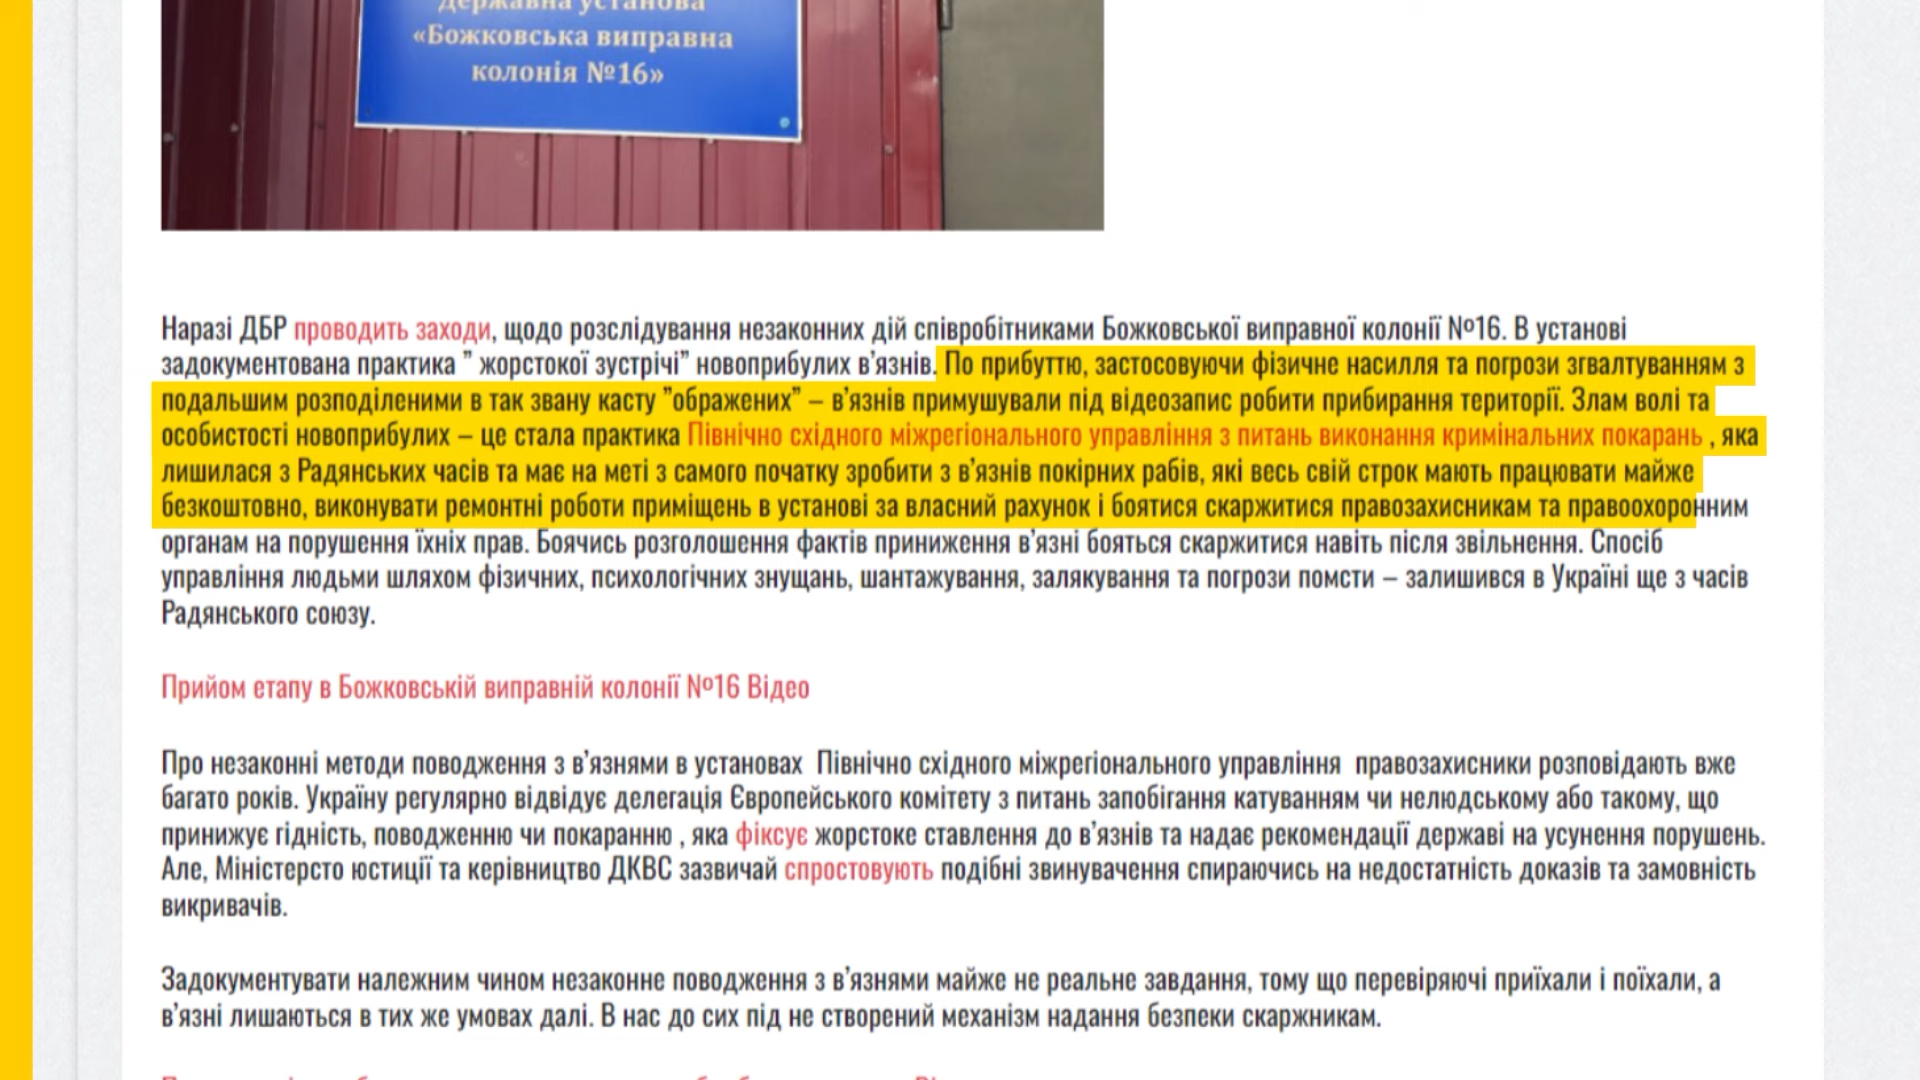 державна установа
«Божковська виправна
колонія №16»
Наразі ДБР проводить заходи, щодо розслідування незаконних дій співробітниками Божковської виправної колонії №16. В установі
задокументована практика ” жорстокої зустрічі” новоприбулих в’язнів. По прибуттю, застосовуючи фізичне насилля та погрози згвалтуванням з
подальшим розподіленими в так звану касту ”ображених” – в’язнів примушували під відеозапис робити прибирання території. Злам волі та
особистості новоприбулих – це стала практика Північно східного міжрегіонального управління з питань виконання кримінальних покарань , яка
лишилася з Радянських часів та має на меті з самого початку зробити з в’язнів покірних рабів, які весь свій строк мають працювати майже
безкоштовно, виконувати ремонтні роботи приміщень в установі за власний рахунок і боятися скаржитися правозахисникам та правоохоронним
органам на порушення їхніх прав. Боячись розголошення фактів приниження в’язні бояться скаржитися навіть після звільнення. Спосіб
управління людьми шляхом фізичних, психологічних знущань, шантажування, залякування та погрози помсти – залишився в Україні ще з часів
Радянського союзу.
Прийом етапу в Божковській виправній колонії №16 Відео
Про незаконні методи поводження з в’язнями в установах Північно східного міжрегіонального управління правозахисники розповідають вже
багато років. Україну регулярно відвідує делегація Європейського комітету з питань запобігання катуванням чи нелюдському або такому, що
принижує гідність, поводженню чи покаранню , яка фіксує жорстоке ставлення до в’язнів та надає рекомендації державі на усунення порушень.
Але, Міністерсто юстиції та керівництво ДКВС зазвичай спростовують подібні звинувачення спираючись на недостатність доказів та замовність
викривачів.
Задокументувати належним чином незаконне поводження з в’язнями майже не реальне завдання, тому що перевіряючі приїхали і поїхали, а
в’язні лишаються в тих же умовах далі. В нас до сих під не створений механізм надання безпеки скаржникам.